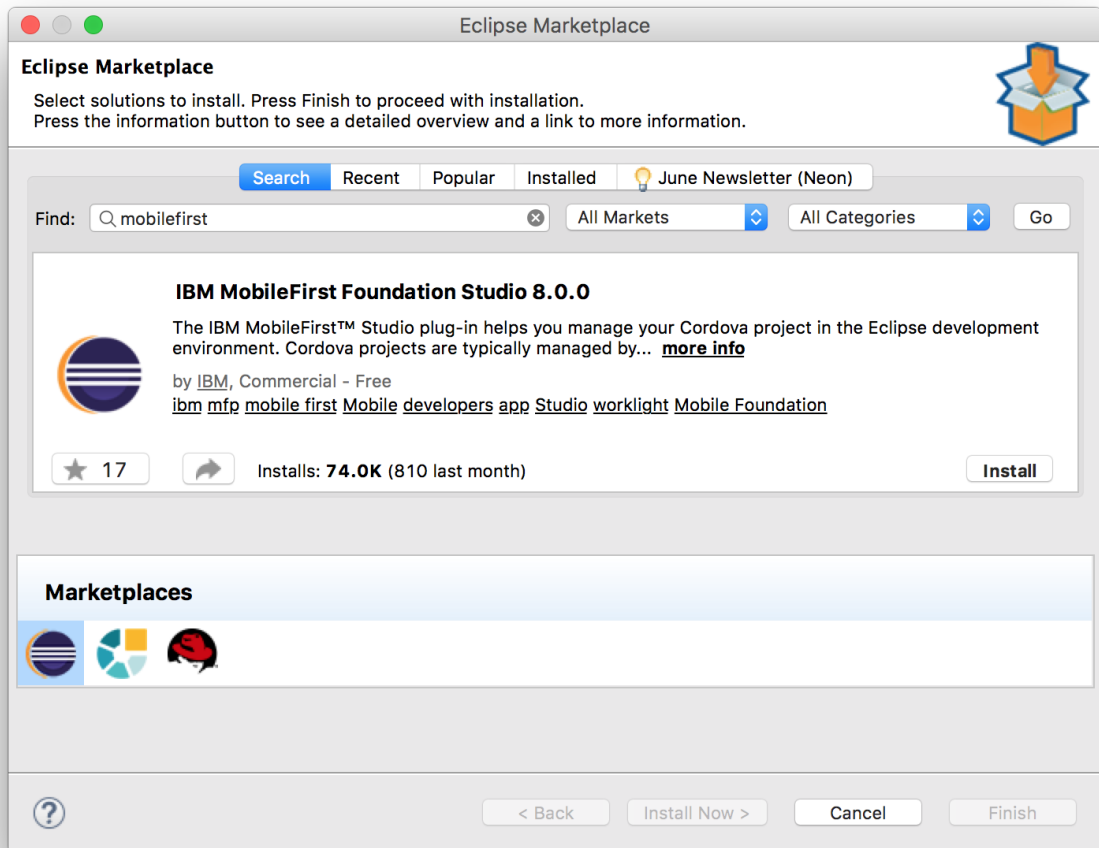 Eclipse Marketplace
Eclipse Marketplace
Select solutions to install. Press Finish to proceed with installation.
Press the information button to see a detailed overview and a link to more information.
Search Recent Popular Installed June Newsletter (Neon)
Find: mobilefirst All Markets All Categories Go
IBM MobileFirst Foundation Studio 8.0.0
The IBM MobileFirst™ Studio plug-in helps you manage your Cordova project in the Eclipse development
environment. Cordova projects are typically managed by... more info
by IBM, Commercial - Free
ibm mfp mobile first Mobile developers app Studio worklight Mobile Foundation
17 Installs: 74.0K (810 last month) Install
Marketplaces
? < Back Install Now > Cancel Finish